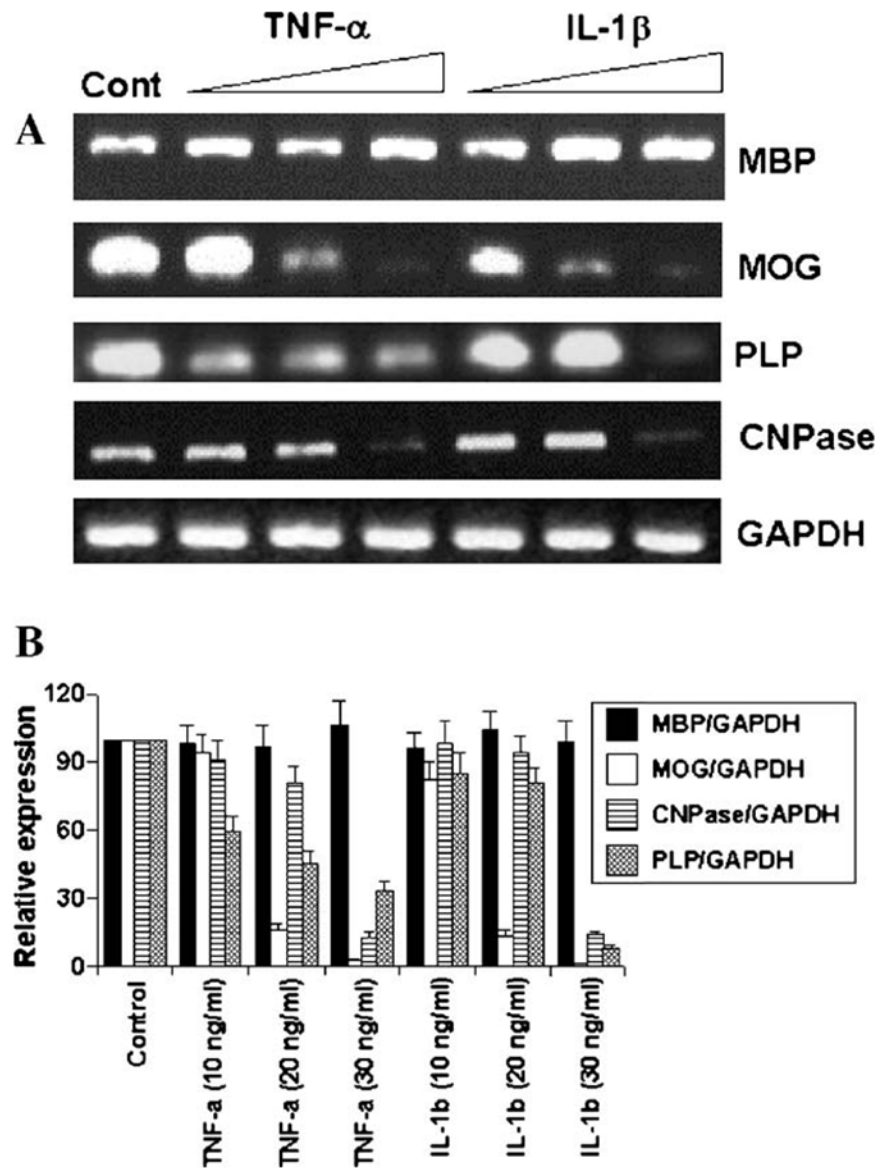 TNF-α IL-1β
Cont
A
MBP
MOG
PLP
CNPase
GAPDH
B
Relative expression
120
90
60
30
0
MBP/GAPDH
MOG/GAPDH
CNPase/GAPDH
PLP/GAPDH
Control
TNF-a (10 ng/ml)
TNF-a (20 ng/ml)
TNF-a (30 ng/ml)
IL-1b (10 ng/ml)
IL-1b (20 ng/ml)
IL-1b (30 ng/ml)